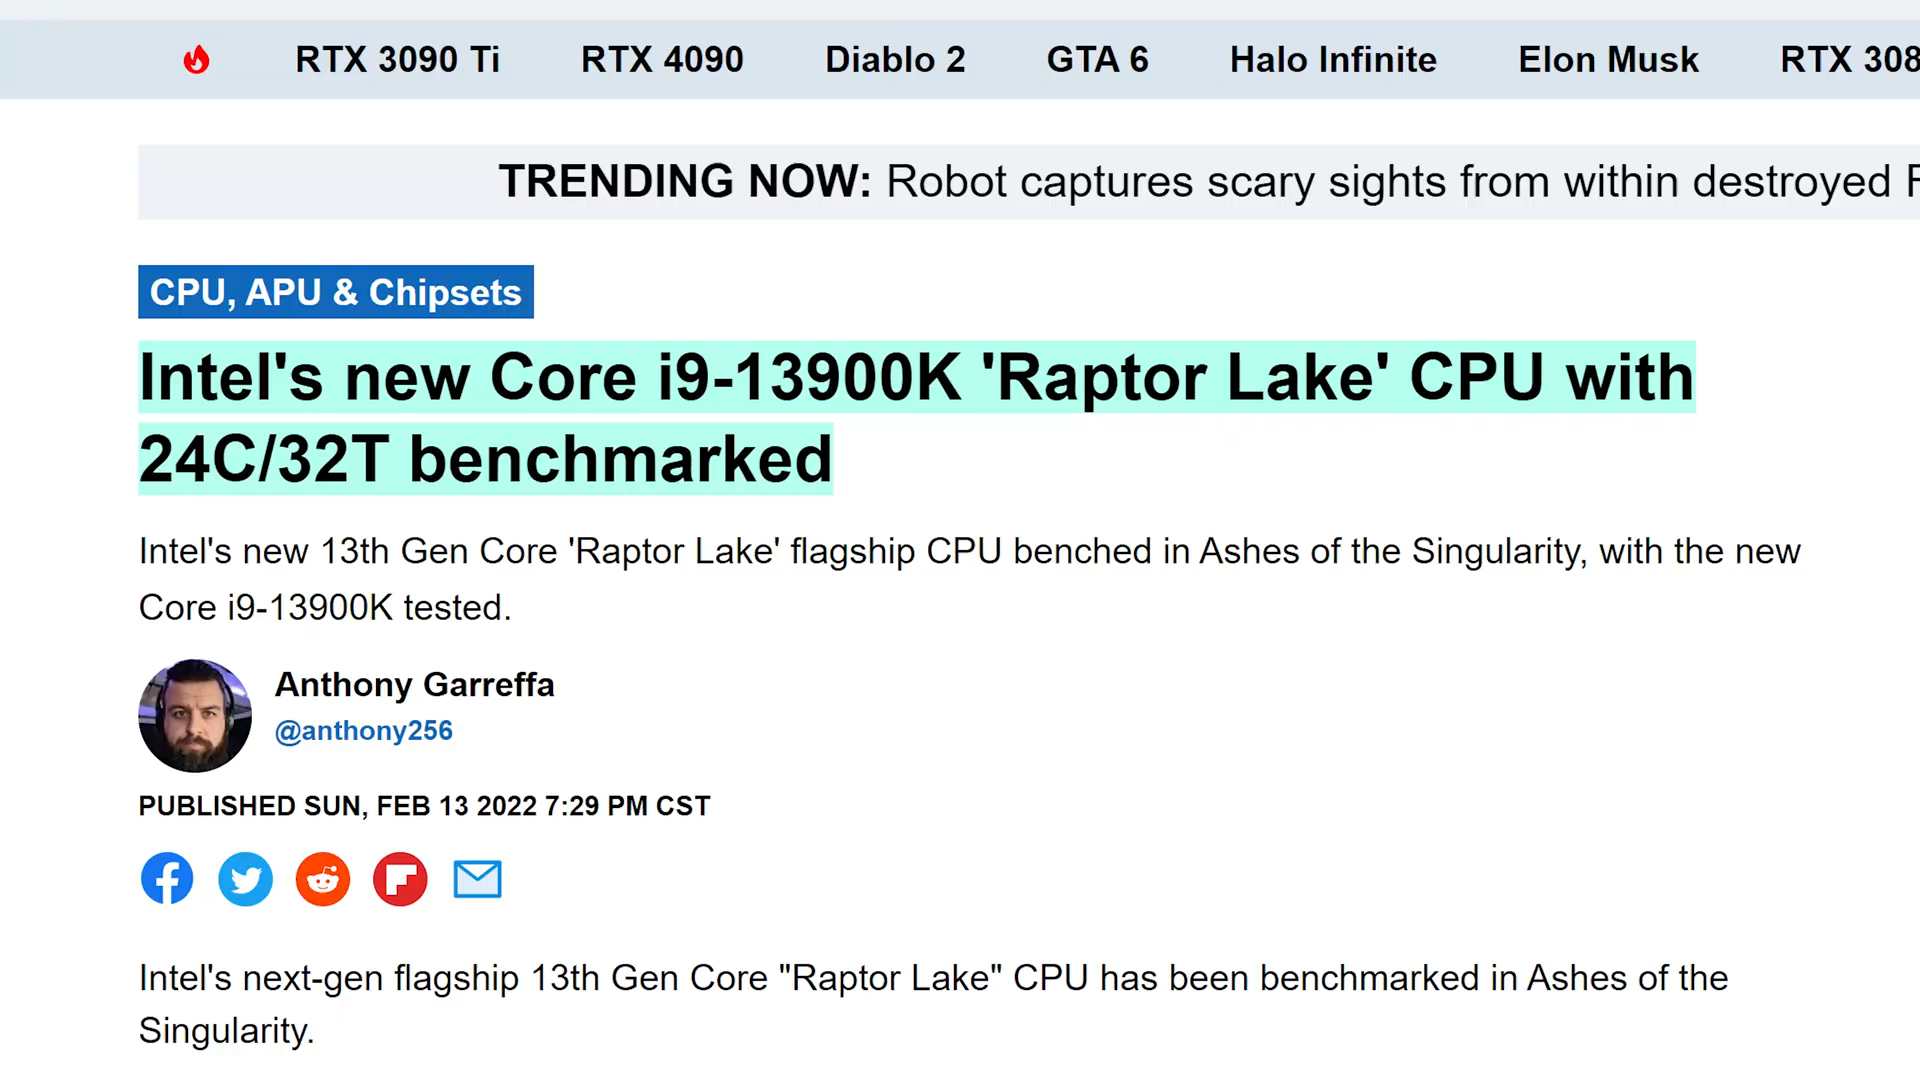 RTX 3090 Ti RTX 4090 Diablo 2 GTA 6 Halo Infinite Elon Musk RTX 308
TRENDING NOW: Robot captures scary sights from within destroyed F
CPU, APU & Chipsets
Intel's new Core i9-13900K 'Raptor Lake' CPU with
24C/32T benchmarked
Intel's new 13th Gen Core 'Raptor Lake' flagship CPU benched in Ashes of the Singularity, with the new
Core i9-13900K tested.
Anthony Garreffa
@anthony256
PUBLISHED SUN, FEB 13 2022 7:29 PM CST
Intel's next-gen flagship 13th Gen Core "Raptor Lake" CPU has been benchmarked in Ashes of the
Singularity.